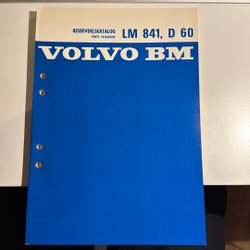 RESERVDELSKATALOG LM 841, D 60
PARTS CATALOGUE
VOLVO BM